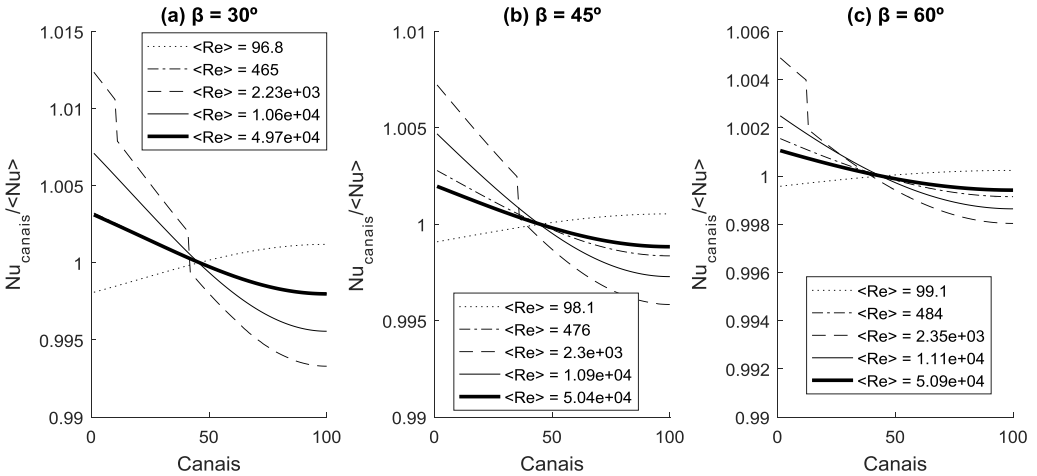 (a) β = 30º
1.015
1.01
1.005
1
0.995
0.99
0
50
100
Nu_canais/<Nu>
Canais
<Re> = 96.8
<Re> = 465
<Re> = 2.23e+03
<Re> = 1.06e+04
<Re> = 4.97e+04
(b) β = 45º
1.01
1.005
1
0.995
0.99
0
50
100
Nu_canais/<Nu>
Canais
<Re> = 98.1
<Re> = 476
<Re> = 2.3e+03
<Re> = 1.09e+04
<Re> = 5.04e+04
(c) β = 60º
1.006
1.004
1.002
1
0.998
0.996
0.994
0.992
0.99
0
50
100
Nu_canais/<Nu>
Canais
<Re> = 99.1
<Re> = 484
<Re> = 2.35e+03
<Re> = 1.11e+04
<Re> = 5.09e+04